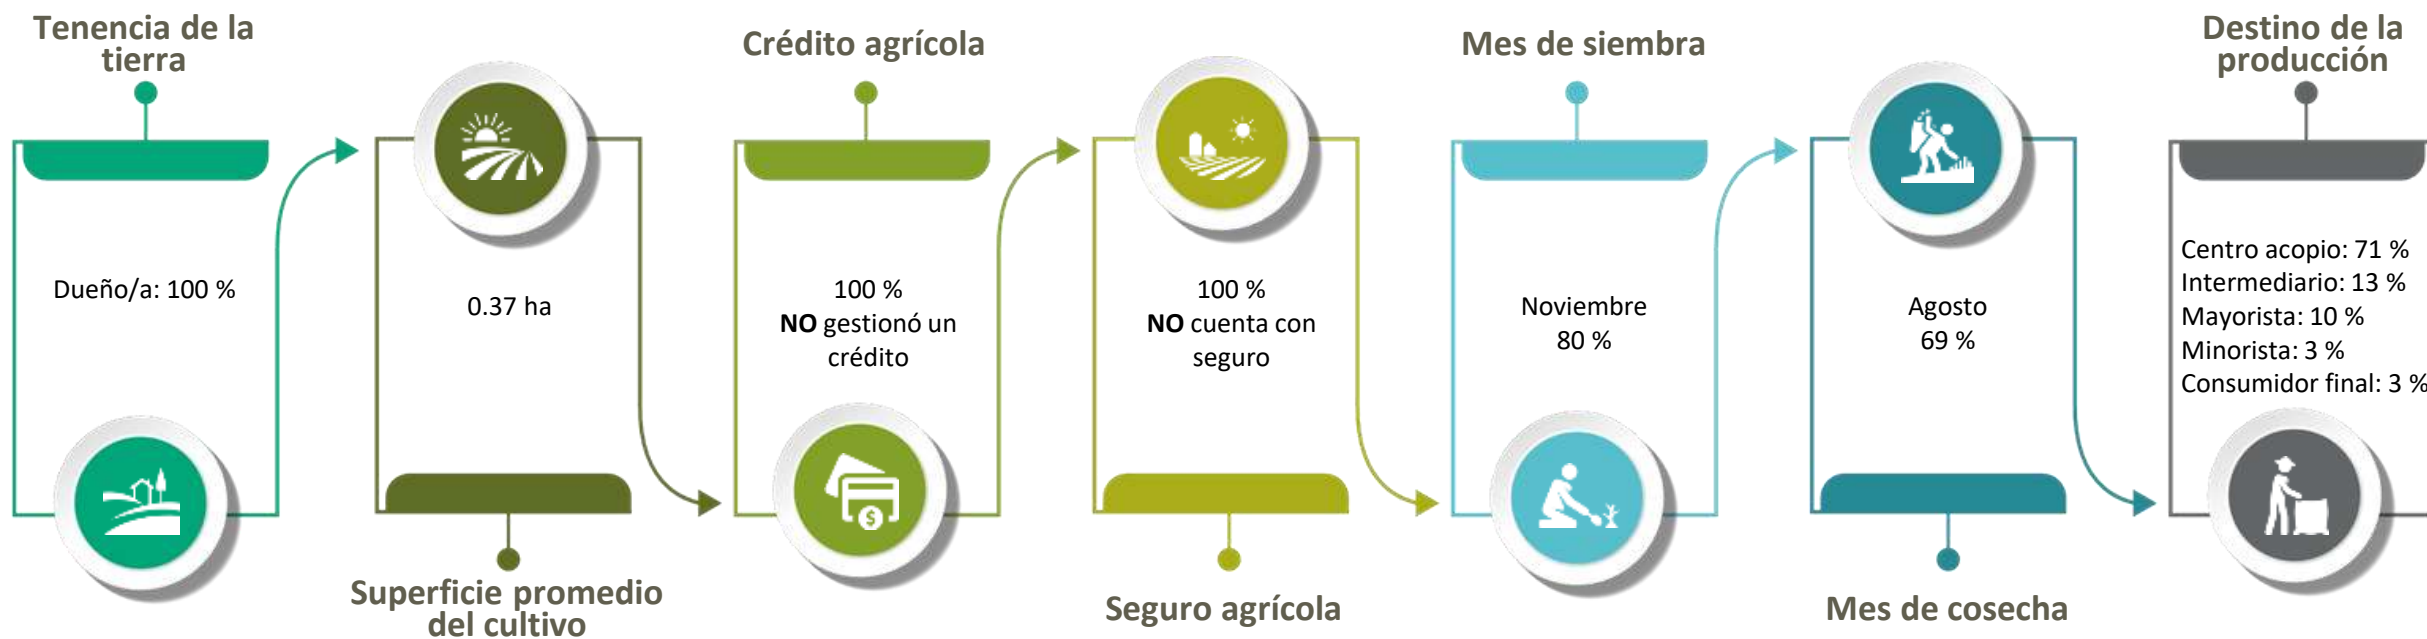 Tenencia de la
tierra
Dueño/a: 100 %
0.37 ha
Superficie promedio
del cultivo
Crédito agrícola
100 %
NO gestionó un
crédito
100 %
NO cuenta con
seguro
Seguro agrícola
Mes de siembra
Noviembre
80 %
Agosto
69 %
Mes de cosecha
Destino de la
producción
Centro acopio: 71 %
Intermediario: 13 %
Mayorista: 10 %
Minorista: 3 %
Consumidor final: 3 %